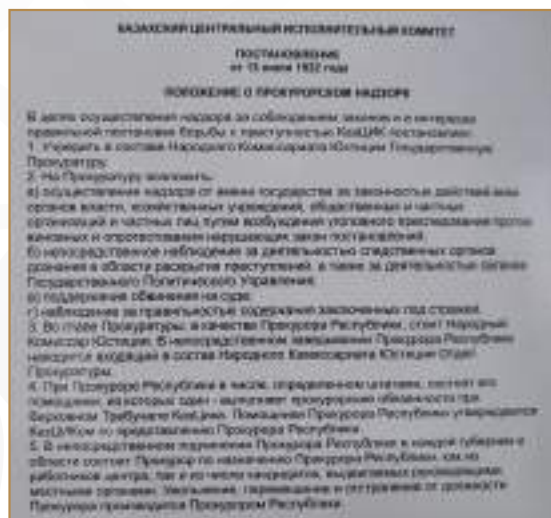 КАЗАХСКИЙ ЦЕНТРАЛЬНЫЙ ИСПОЛНИТЕЛЬНЫЙ КОМИТЕТ
ПОСТАНОВЛЕНИЕ
от 13 июля 1922 года
ПОЛОЖЕНИЕ О ПРОКУРОРСКОМ НАДЗОРЕ
В целях осуществления надзора за соблюдением законов и в интересах
правильной постановки борьбы с преступностью КазЦИК постановляет:
1. Учредить в составе Народного Комиссариата Юстиции Государственную
Прокуратуру.
2. На Прокуратуру возложить:
а) осуществление надзора от имени государства за законностью действий всех
органов власти, хозяйственных учреждений, общественных и частных
организаций и частных лиц путем возбуждения уголовного преследования против
виновных и опротестования нарушающих закон постановлений;
б) непосредственное наблюдение за деятельностью следственных органов
дознания в области раскрытия преступлений, а также за деятельностью органов
Государственного Политического Управления;
в) поддержание обвинения на суде;
г) наблюдение за правильностью содержания заключенных под стражей.
3. Во главе Прокуратуры, в качестве Прокурора Республики, стоит Народный
Комиссар Юстиции. В непосредственном заведывании Прокурора Республики
находится входящий в состав Народного Комиссариата Юстиции Отдел
Прокуратуры.
4. При Прокуроре Республики в числе, определенном штатами, состоят его
помощники, из которых один - выполняет прокурорские обязанности при
Верховном Трибунале КазЦИКа. Помощники Прокурора Республики утверждаются
КазЦИКом по представлению Прокурора Республики.
5. В непосредственном подчинении Прокурора Республики в каждой губернии и
области состоит Прокурор по назначению Прокурора Республики, как из
работников центра, так и из числа кандидатов, выдвигаемых руководящими
местными органами. Увольнение, перемещение и отстранение от должности
Прокурора производится Прокурором Республики.